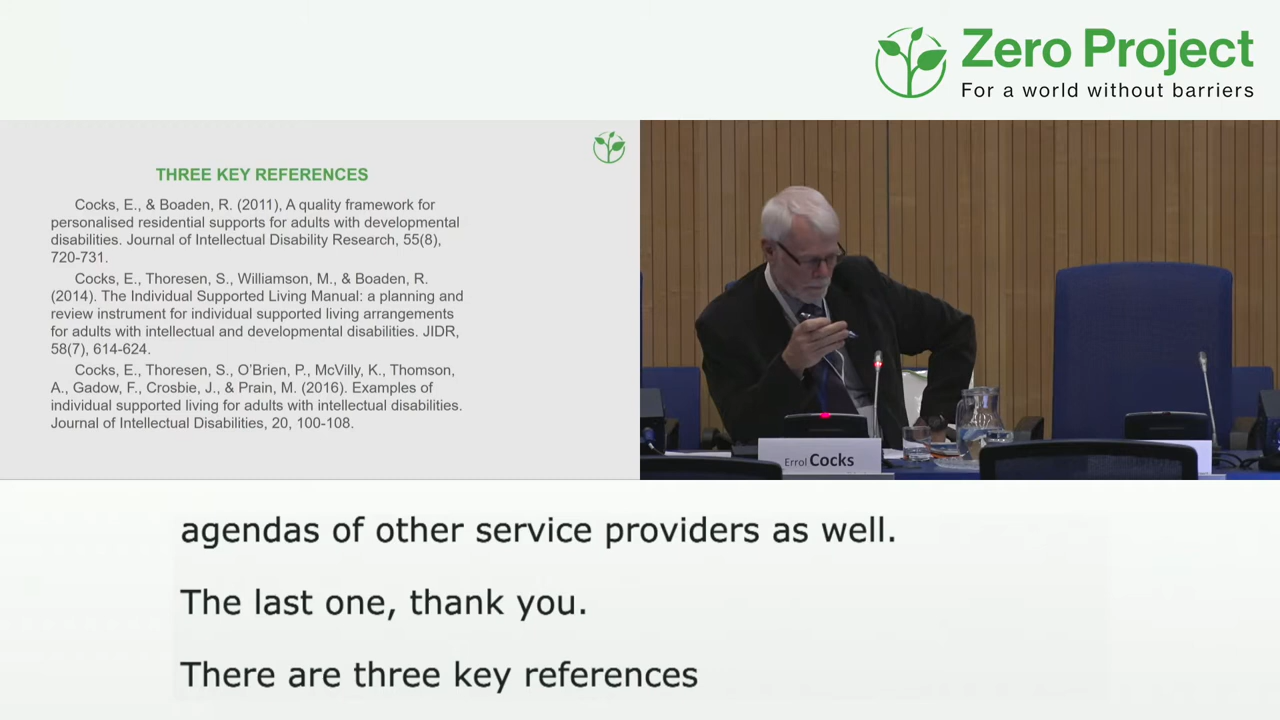 Zero Project
For a world without barriers
THREE KEY REFERENCES
Cocks, E., & Boaden, R. (2011), A quality framework for
personalised residential supports for adults with developmental
disabilities. Journal of Intellectual Disability Research, 55(8),
720-731.
Cocks, E., Thoresen, S., Williamson, M., & Boaden, R.
(2014). The Individual Supported Living Manual: a planning and
review instrument for individual supported living arrangements
for adults with intellectual and developmental disabilities. JIDR,
58(7), 614-624.
Cocks, E., Thoresen, S., O'Brien, P., McVilly, K., Thomson,
A., Gadow, F., Crosbie, J., & Prain, M. (2016). Examples of
individual supported living for adults with intellectual disabilities.
Journal of Intellectual Disabilities, 20, 100-108.
Errol Cocks
agendas of other service providers as well.
The last one, thank you.
There are three key references